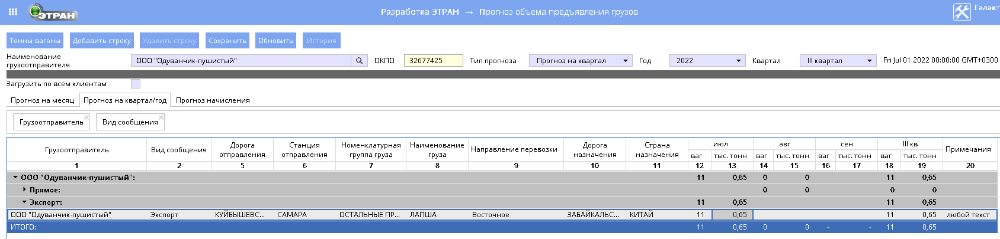 ЭТРАН
Разработка ЭТРАН → Прогноз объема предъявления грузов
Галакт
Тонны-вагоны Добавить строку Удалить строку Сохранить Обновить История
Наименование грузоотправителя ООО "Одуванчик-пушистый" ОКПО 32677425 Тип прогноза Прогноз на квартал Год 2022 Квартал III квартал Fri Jul 01 2022 00:00:00 GMT+0300
Загрузить по всем клиентам
Прогноз на месяц Прогноз на квартал/год Прогноз начисления
Грузоотправитель Вид сообщения
Грузоотправитель Вид сообщения Дорога отправления Станция отправления Номенклатурная группа груза Наименование груза Направление перевозки Дорога назначения Страна назначения июл авг сен III кв Примечания
ваг тыс. тонн ваг тыс. тонн ваг тыс. тонн ваг тыс. тонн
1 2 5 6 7 8 9 10 11 12 13 14 15 16 17 18 19 20
ООО "Одуванчик-пушистый": 11 0,65 0 0 11 0,65
Прямое: 0 0 0 0
Экспорт: 11 0,65 11 0,65
ООО "Одуванчик-пушистый" Экспорт КУЙБЫШЕВС... САМАРА ОСТАЛЬНЫЕ ПР... ЛАПША Восточное ЗАБАЙКАЛЬС... КИТАЙ 11 0,65 11 0,65 любой текст
ИТОГО: 11 0,65 0 0 - - 11 0,65